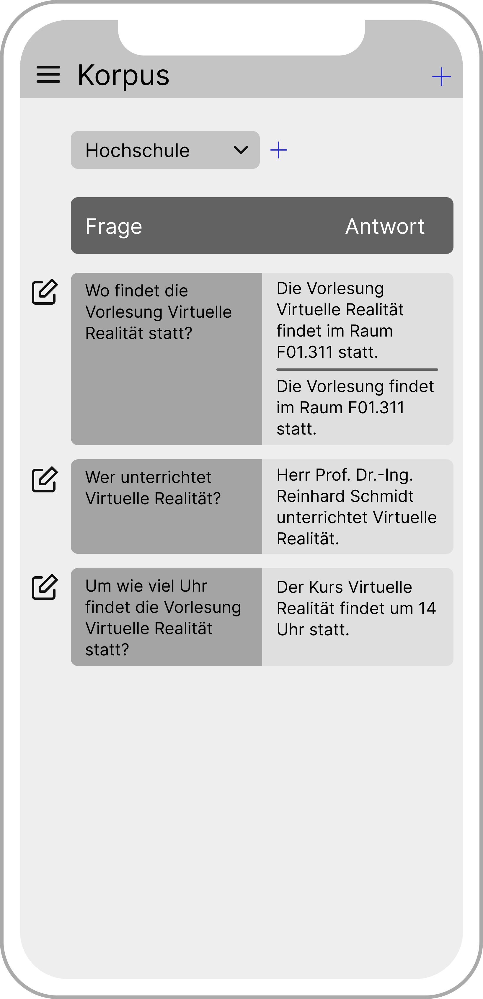 Korpus
Hochschule
Frage
Antwort
Wo findet die
Vorlesung Virtuelle
Realität statt?
Die Vorlesung
Virtuelle Realität
findet im Raum
F01.311 statt.
Die Vorlesung findet
im Raum F01.311
statt.
Wer unterrichtet
Virtuelle Realität?
Herr Prof. Dr.-Ing.
Reinhard Schmidt
unterrichtet Virtuelle
Realität.
Um wie viel Uhr
findet die Vorlesung
Virtuelle Realität
statt?
Der Kurs Virtuelle
Realität findet um 14
Uhr statt.